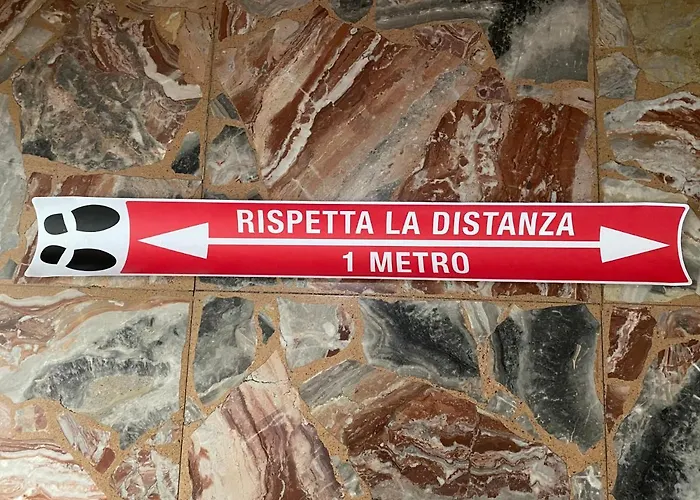 RISPETTA LA DISTANZA
1 METRO